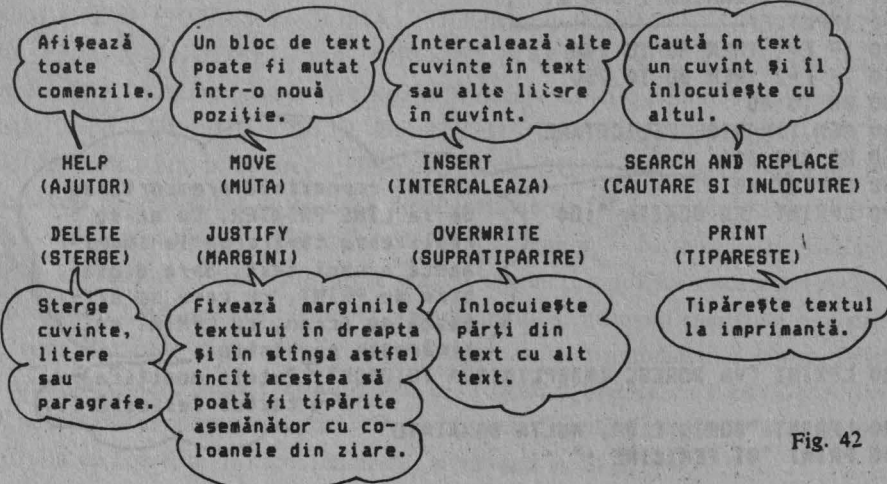 Afişează
toate
comenzile.
Un bloc de text
poate fi mutat
într-o nouă
poziţie.
Intercalează alte
cuvinte în text
sau alte litere
în cuvînt.
Caută în text
un cuvînt şi îl
înlocuieşte cu
altul.
HELP
(AJUTOR)
MOVE
(MUTA)
INSERT
(INTERCALEAZA)
SEARCH AND REPLACE
(CAUTARE SI INLOCUIRE)
DELETE
(STERGE)
JUSTIFY
(MARGINI)
OVERWRITE
(SUPRATIPARIRE)
PRINT
(TIPARESTE)
Sterge
cuvinte,
litere
sau
paragrafe.
Fixează marginile
textului în dreapta
şi în stînga astfel
încît acestea să
poată fi tipărite
asemănător cu co-
loanele din ziare.
Inlocuieşte
părţi din
text cu alt
text.
Tipăreşte textul
la imprimantă.
Fig. 42